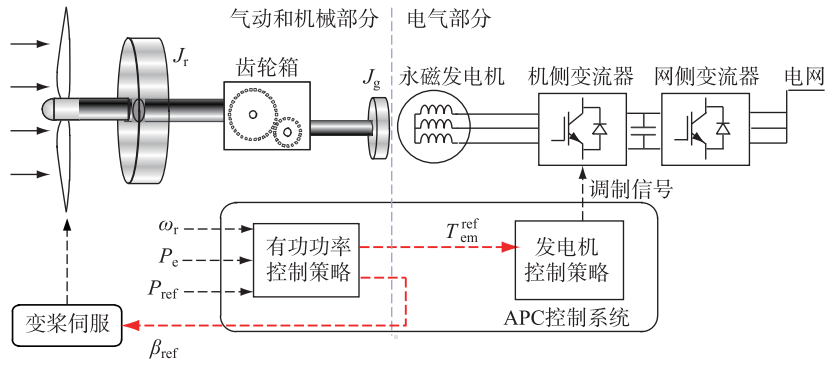 气动和机械部分
电气部分
J_r
齿轮箱
J_g
永磁发电机
机侧变流器
网侧变流器
电网
调制信号
ω_r
P_e
P_ref
有功功率
控制策略
T_em^ref
发电机
控制策略
APC控制系统
变桨伺服
β_ref